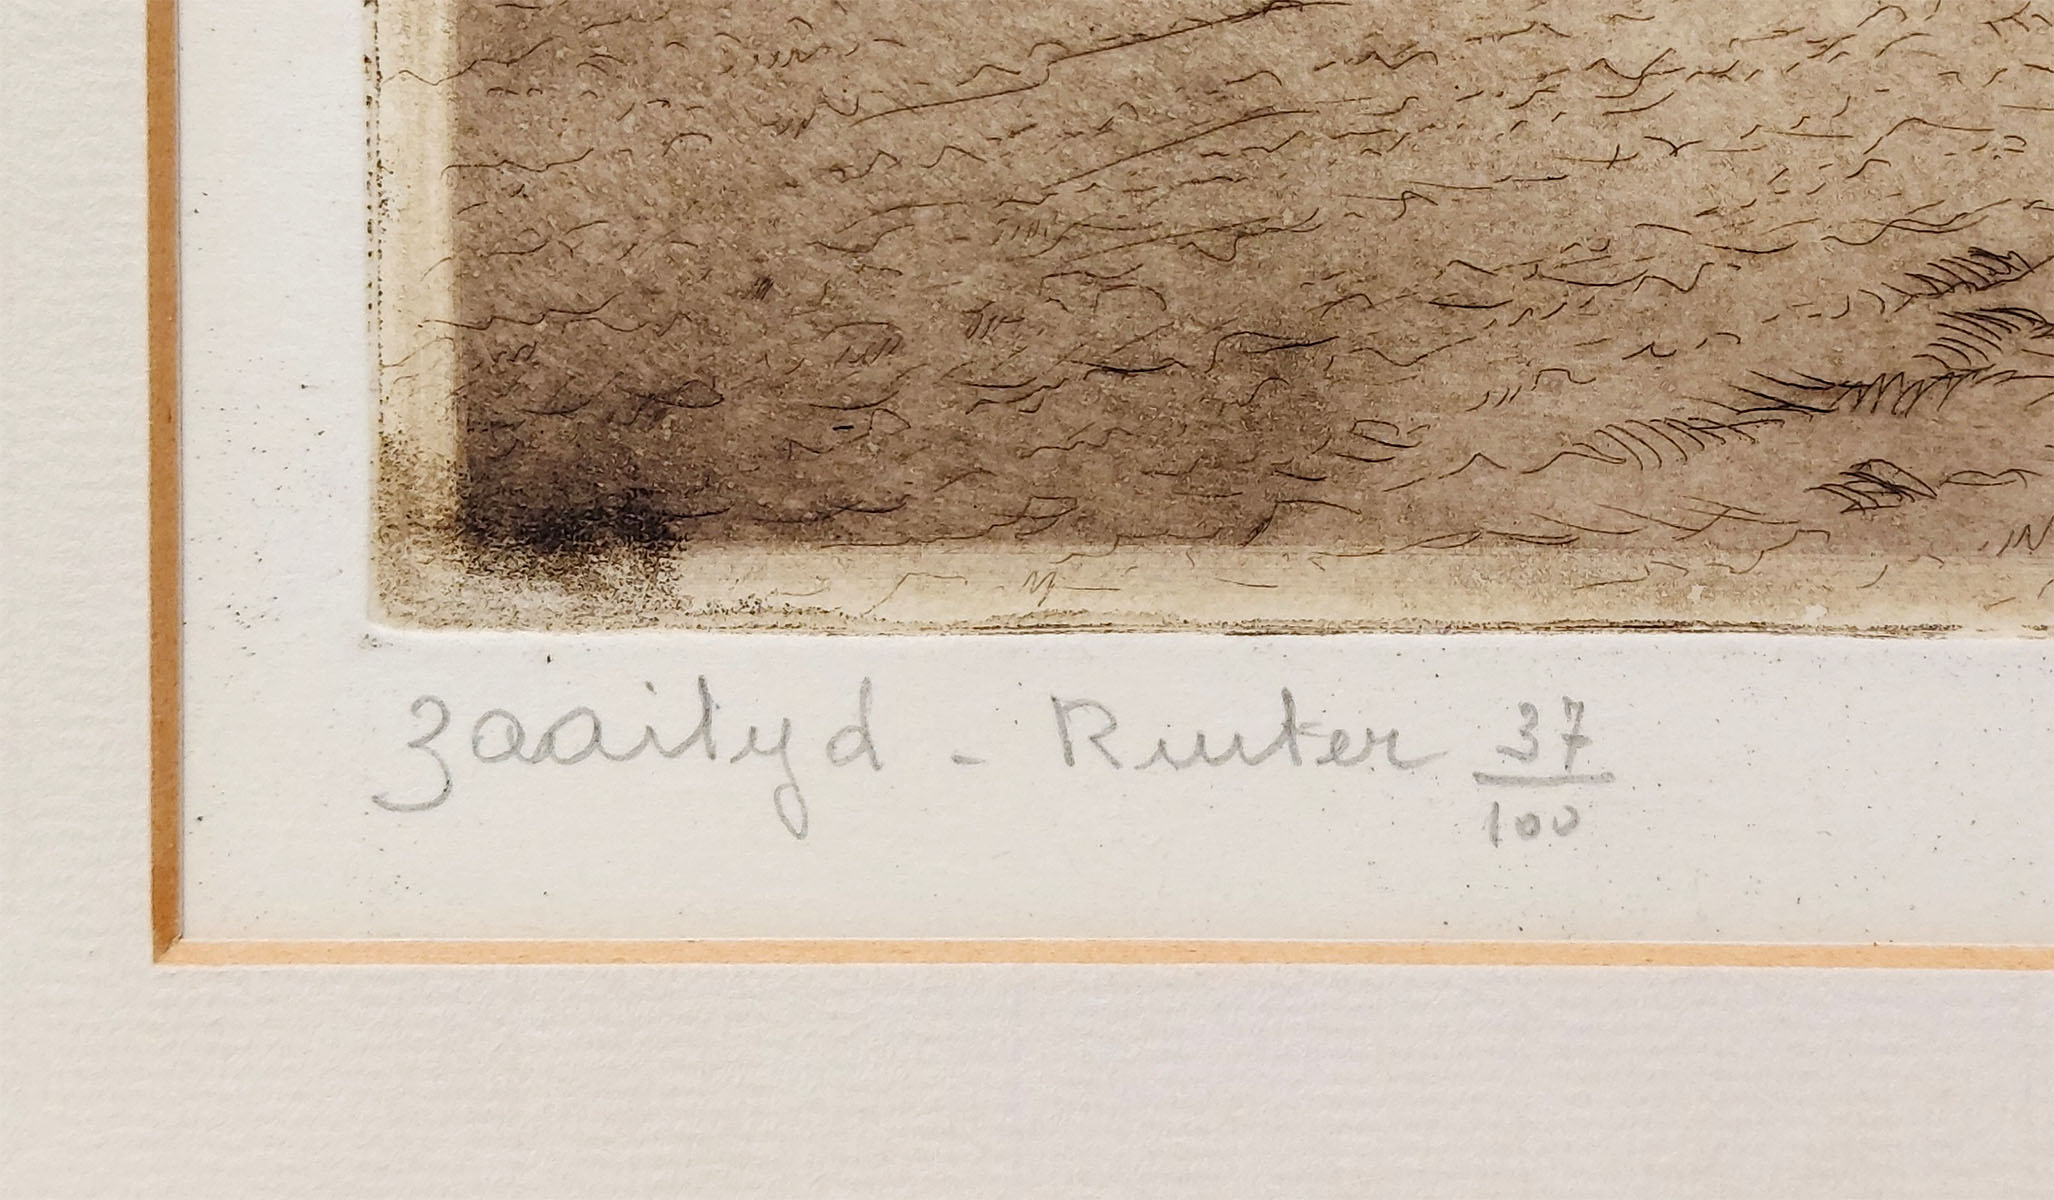 Zaaityd - Ruiter 37/100